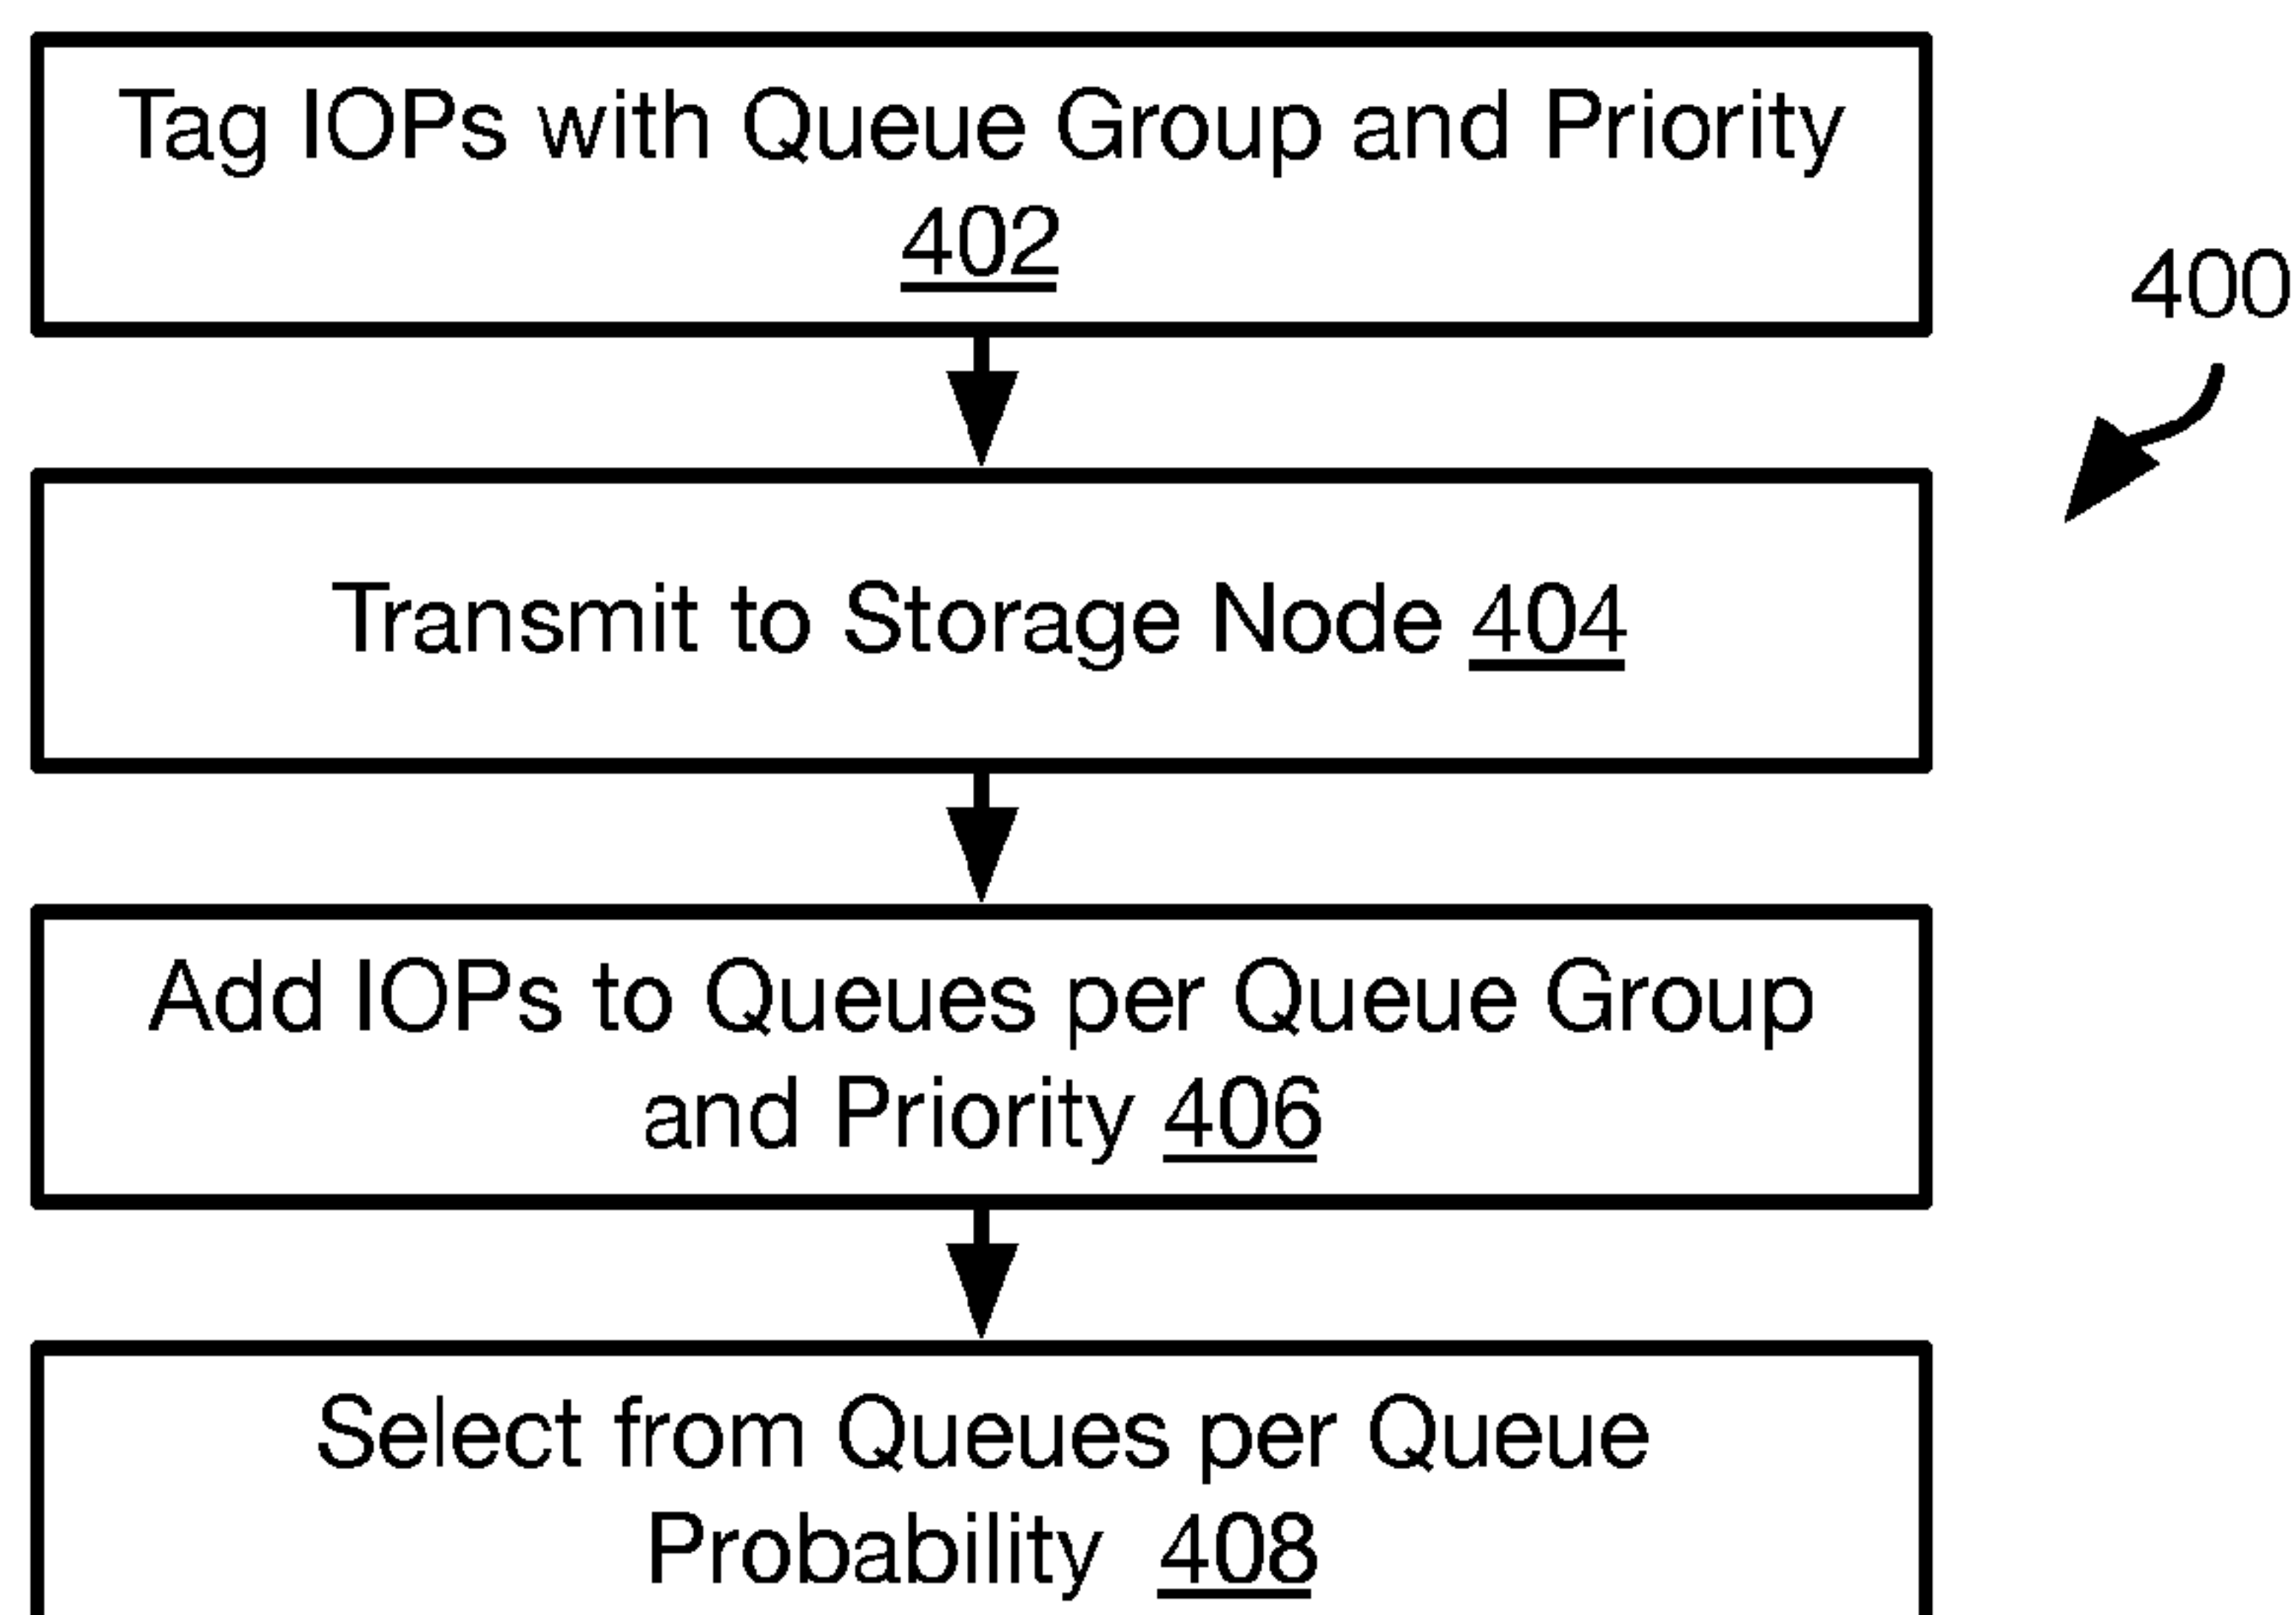 Tag IOPs with Queue Group and Priority
402
400
Transmit to Storage Node 404
Add IOPs to Queues per Queue Group
and Priority 406
Select from Queues per Queue
Probability 408